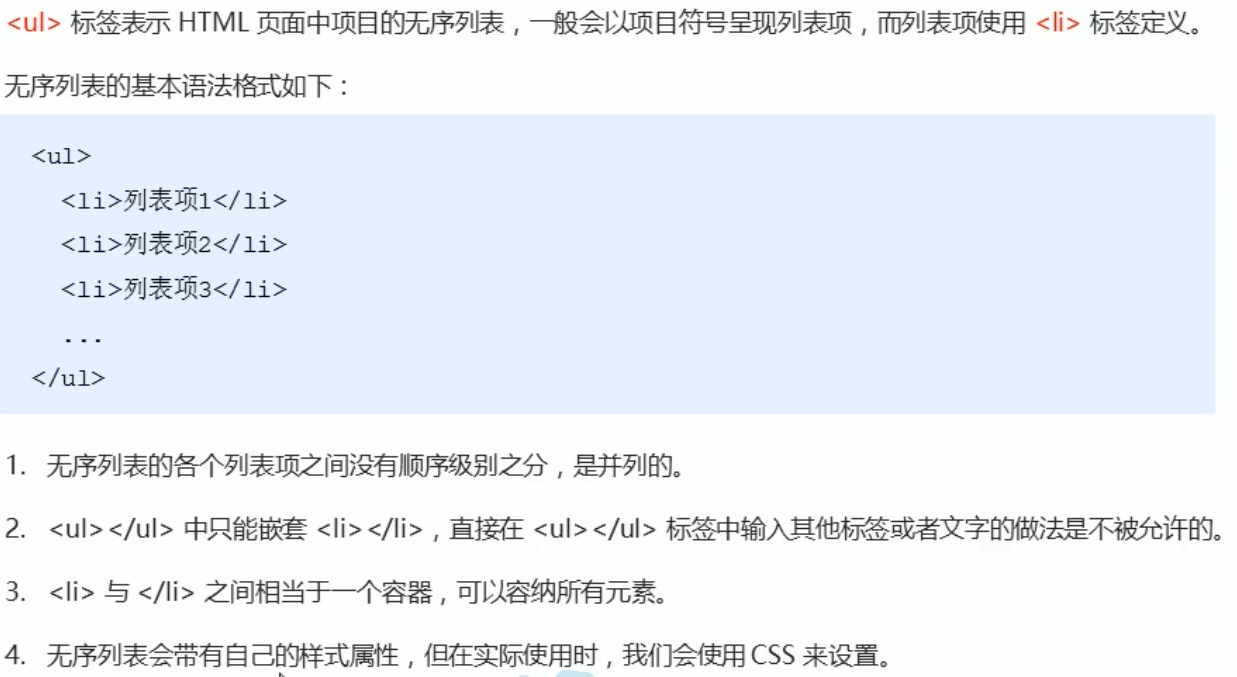 <ul> 标签表示 HTML 页面中项目的无序列表，一般会以项目符号呈现列表项，而列表项使用 <li> 标签定义。
无序列表的基本语法格式如下：
<ul>
<li>列表项1</li>
<li>列表项2</li>
<li>列表项3</li>
...
</ul>
1. 无序列表的各个列表项之间没有顺序级别之分，是并列的。
2. <ul></ul> 中只能嵌套 <li></li>，直接在 <ul></ul> 标签中输入其他标签或者文字的做法是不被允许的。
3. <li> 与 </li> 之间相当于一个容器，可以容纳所有元素。
4. 无序列表会带有自己的样式属性，但在实际使用时，我们会使用 CSS 来设置。